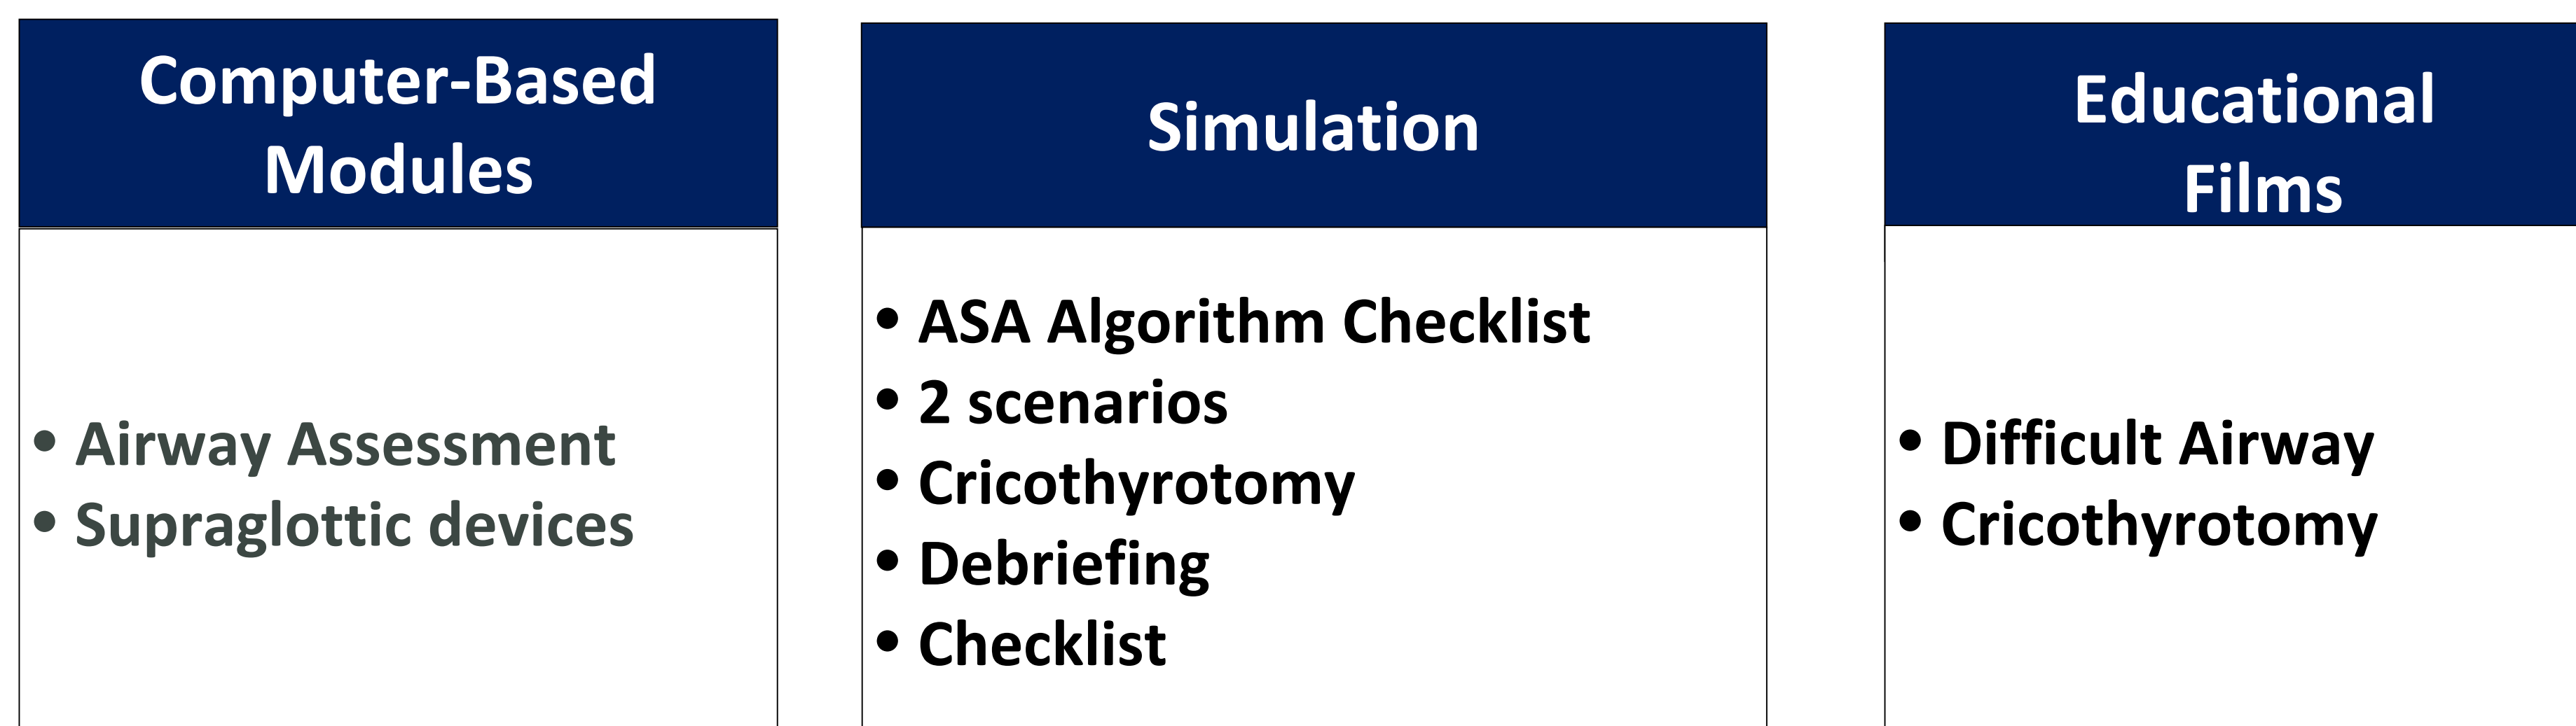 Computer-Based
Modules
• Airway Assessment
• Supraglottic devices
Simulation
• ASA Algorithm Checklist
• 2 scenarios
• Cricothyrotomy
• Debriefing
• Checklist
Educational
Films
• Difficult Airway
• Cricothyrotomy